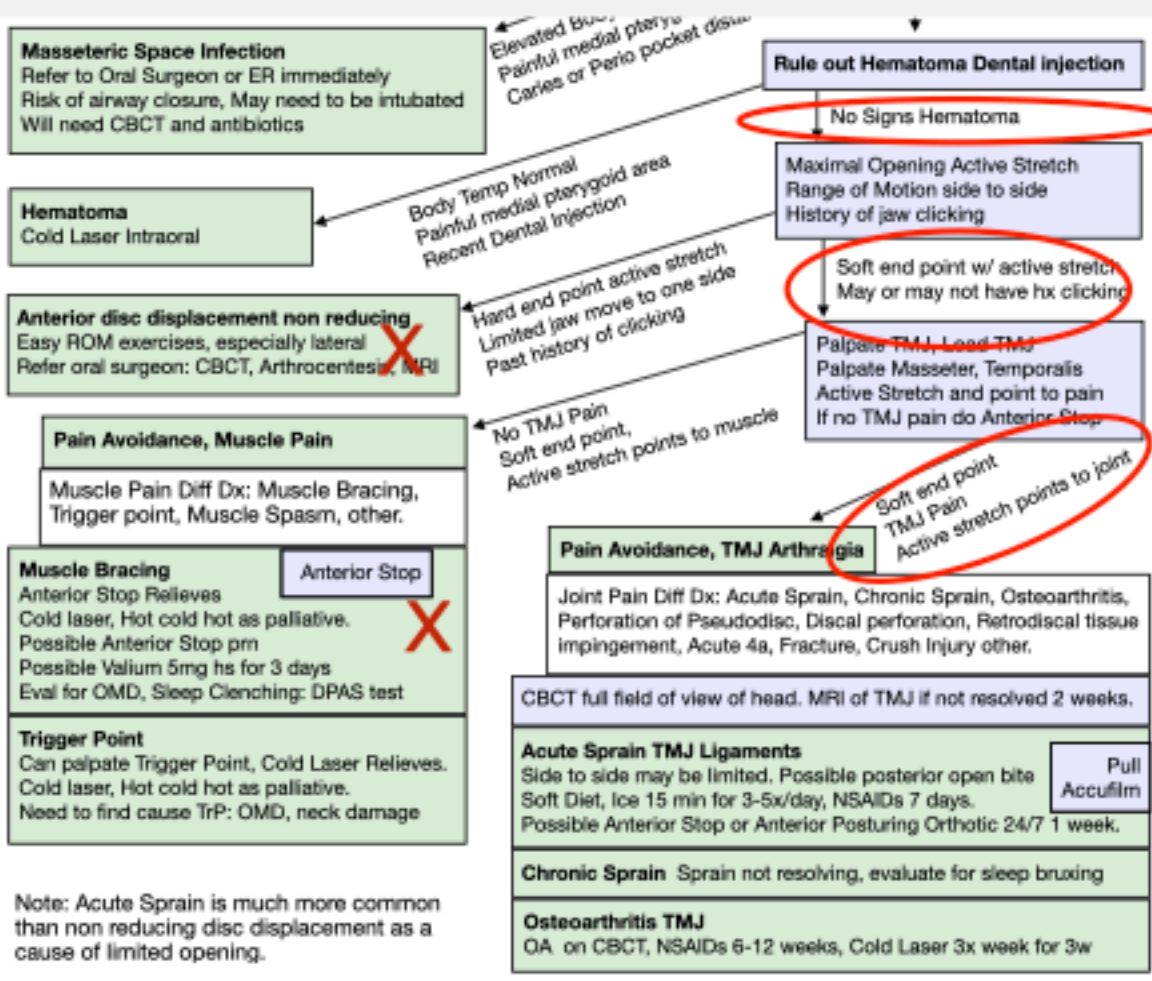 Elevated Body
Painful medial pteryg
Caries or Perio pocket dista
Masseteric Space Infection
Refer to Oral Surgeon or ER immediately
Risk of airway closure, May need to be intubated
Will need CBCT and antibiotics
Rule out Hematoma Dental injection
No Signs Hematoma
Body Temp Normal
Painful medial pterygoid area
Recent Dental Injection
Maximal Opening Active Stretch
Range of Motion side to side
History of jaw clicking
Hematoma
Cold Laser Intraoral
Hard end point active stretch
Limited jaw move to one side
Past history of clicking
Soft end point w/ active stretch
May or may not have hx clicking
Anterior disc displacement non reducing
Easy ROM exercises, especially lateral
Refer oral surgeon: CBCT, Arthrocentesis, MRI
X
Palpate TMJ, Load TMJ
Palpate Masseter, Temporalis
Active Stretch and point to pain
If no TMJ pain do Anterior Stop
No TMJ Pain
Soft end point,
Active stretch points to muscle
Soft end point
TMJ Pain
Active stretch points to joint
Pain Avoidance, Muscle Pain
Muscle Pain Diff Dx: Muscle Bracing,
Trigger point, Muscle Spasm, other.
Muscle Bracing
Anterior Stop
Anterior Stop Relieves
Cold laser, Hot cold hot as palliative.
Possible Anterior Stop prn
Possible Valium 5mg hs for 3 days
Eval for OMD, Sleep Clenching: DPAS test
X
Trigger Point
Can palpate Trigger Point, Cold Laser Relieves.
Cold laser, Hot cold hot as palliative.
Need to find cause TrP: OMD, neck damage
Pain Avoidance, TMJ Arthralgia
Joint Pain Diff Dx: Acute Sprain, Chronic Sprain, Osteoarthritis,
Perforation of Pseudodisc, Discal perforation, Retrodiscal tissue
impingement, Acute 4a, Fracture, Crush Injury other.
CBCT full field of view of head. MRI of TMJ if not resolved 2 weeks.
Acute Sprain TMJ Ligaments
Side to side may be limited. Possible posterior open bite
Soft Diet, Ice 15 min for 3-5x/day, NSAIDs 7 days.
Possible Anterior Stop or Anterior Posturing Orthotic 24/7 1 week.
Pull
Accufilm
Chronic Sprain Sprain not resolving, evaluate for sleep bruxing
Osteoarthritis TMJ
OA on CBCT, NSAIDs 6-12 weeks, Cold Laser 3x week for 3w
Note: Acute Sprain is much more common
than non reducing disc displacement as a
cause of limited opening.